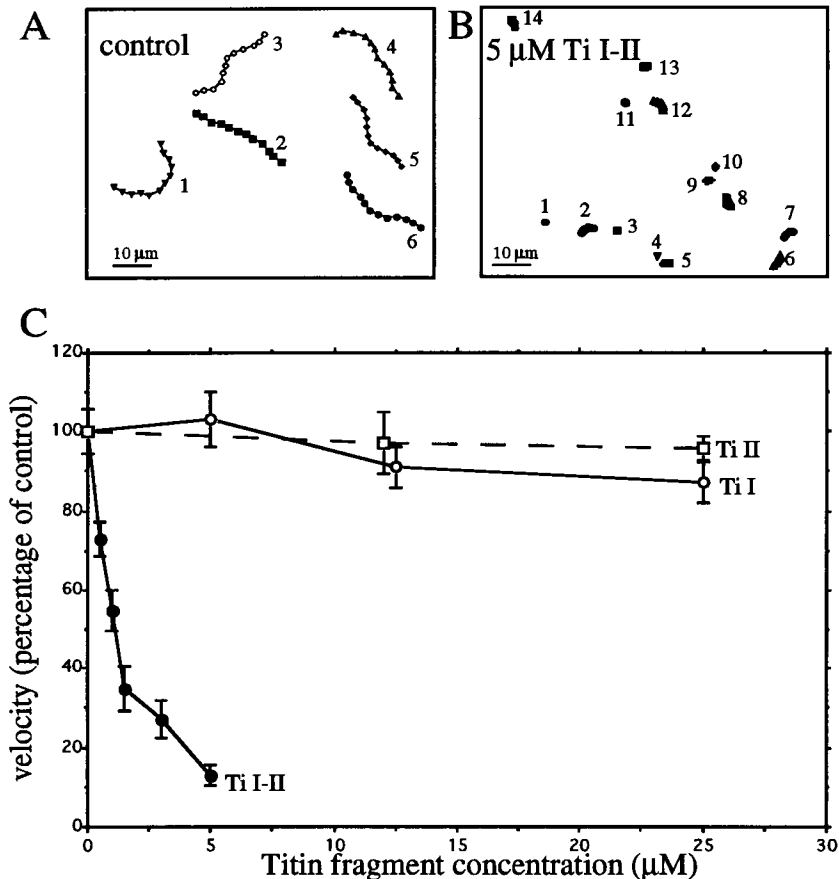 A
control
1
2
3
4
5
6
10 μm
B
5 μM Ti I-II
14
13
11
12
10
9
8
1
2
3
4
5
6
7
10 μm
C
velocity (percentage of control)
120
100
80
60
40
20
0
Ti II
Ti I
Ti I-II
0
5
10
15
20
25
30
Titin fragment concentration (μM)